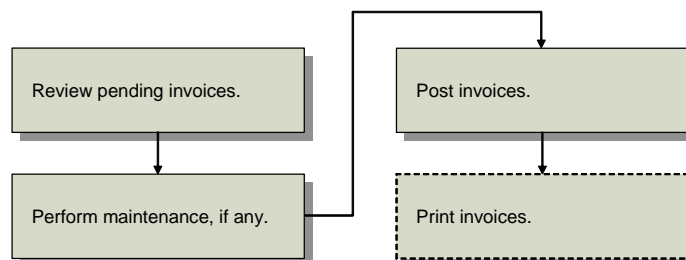 Review pending invoices.
Perform maintenance, if any.
Post invoices.
Print invoices.